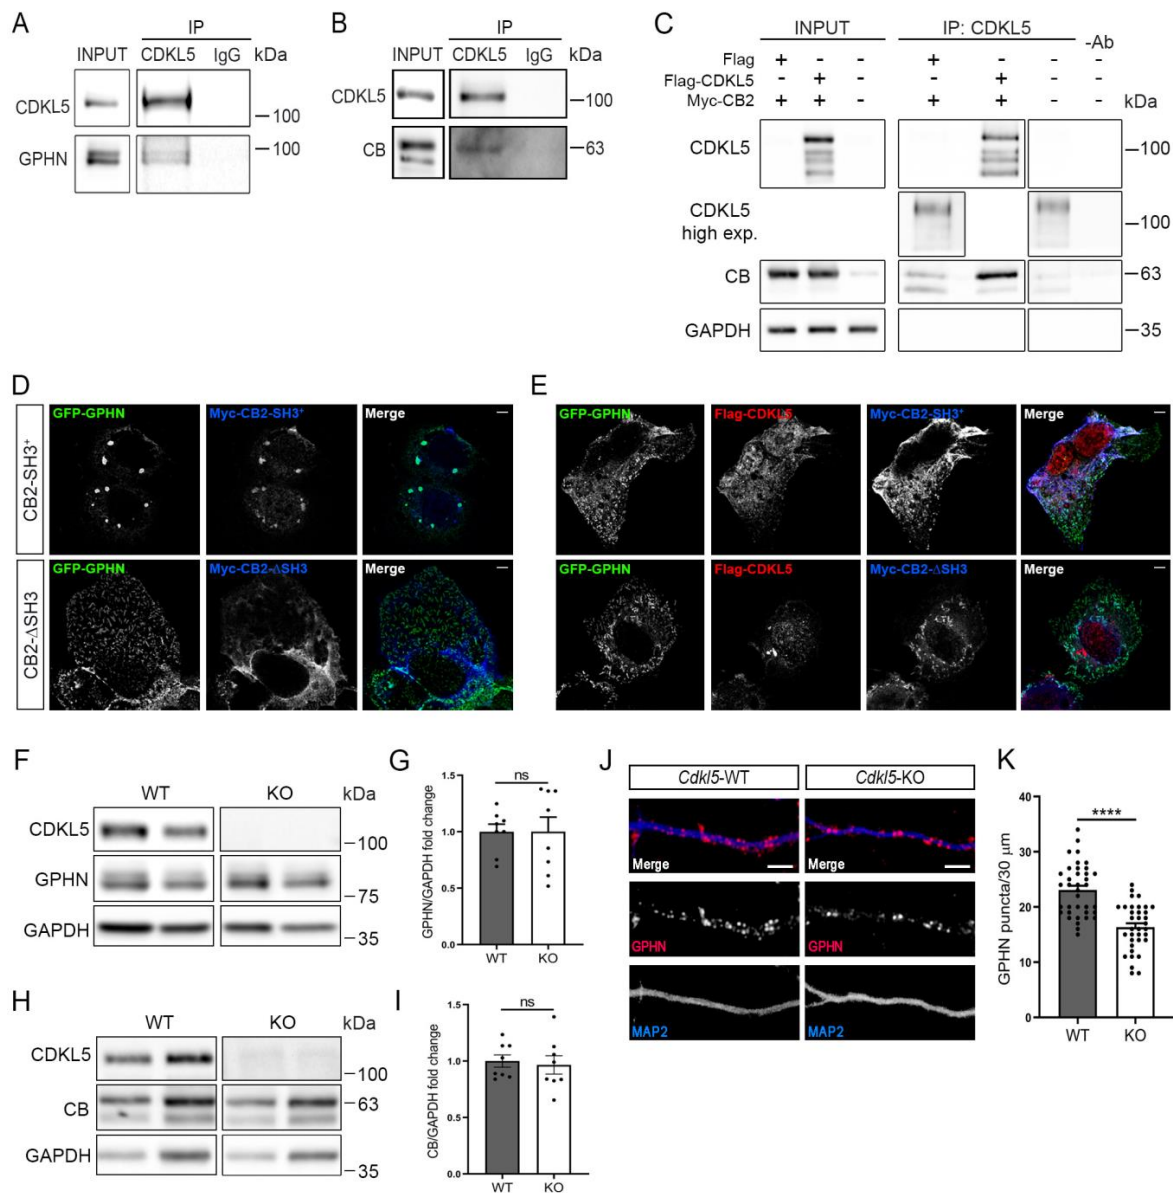 A
IP
INPUT CDKL5 IgG kDa
CDKL5
—100
GPHN
—100
B
IP
INPUT CDKL5 IgG kDa
CDKL5
—100
CB
—63
C
INPUT IP: CDKL5 -Ab
Flag + - - + - - -
Flag-CDKL5 - + - - + - -
Myc-CB2 + + - + + - - kDa
CDKL5
—100
CDKL5
high exp.
—100
CB
—63
GAPDH
—35
D
CB2-SH3⁺
GFP-GPHN Myc-CB2-SH3⁺ Merge
CB2-ΔSH3
GFP-GPHN Myc-CB2-ΔSH3 Merge
E
GFP-GPHN Flag-CDKL5 Myc-CB2-SH3⁺ Merge
GFP-GPHN Flag-CDKL5 Myc-CB2-ΔSH3 Merge
F
WT KO kDa
CDKL5
—100
GPHN
—75
GAPDH
—35
G
GPHN/GAPDH fold change
1.5
1.0
0.5
0.0
ns
WT KO
H
WT KO kDa
CDKL5
—100
CB
—63
GAPDH
—35
I
CB/GAPDH fold change
1.5
1.0
0.5
0.0
ns
WT KO
J
Cdkl5-WT Cdkl5-KO
Merge Merge
GPHN GPHN
MAP2 MAP2
K
GPHN puncta/30 µm
40
30
20
10
0
****
WT KO